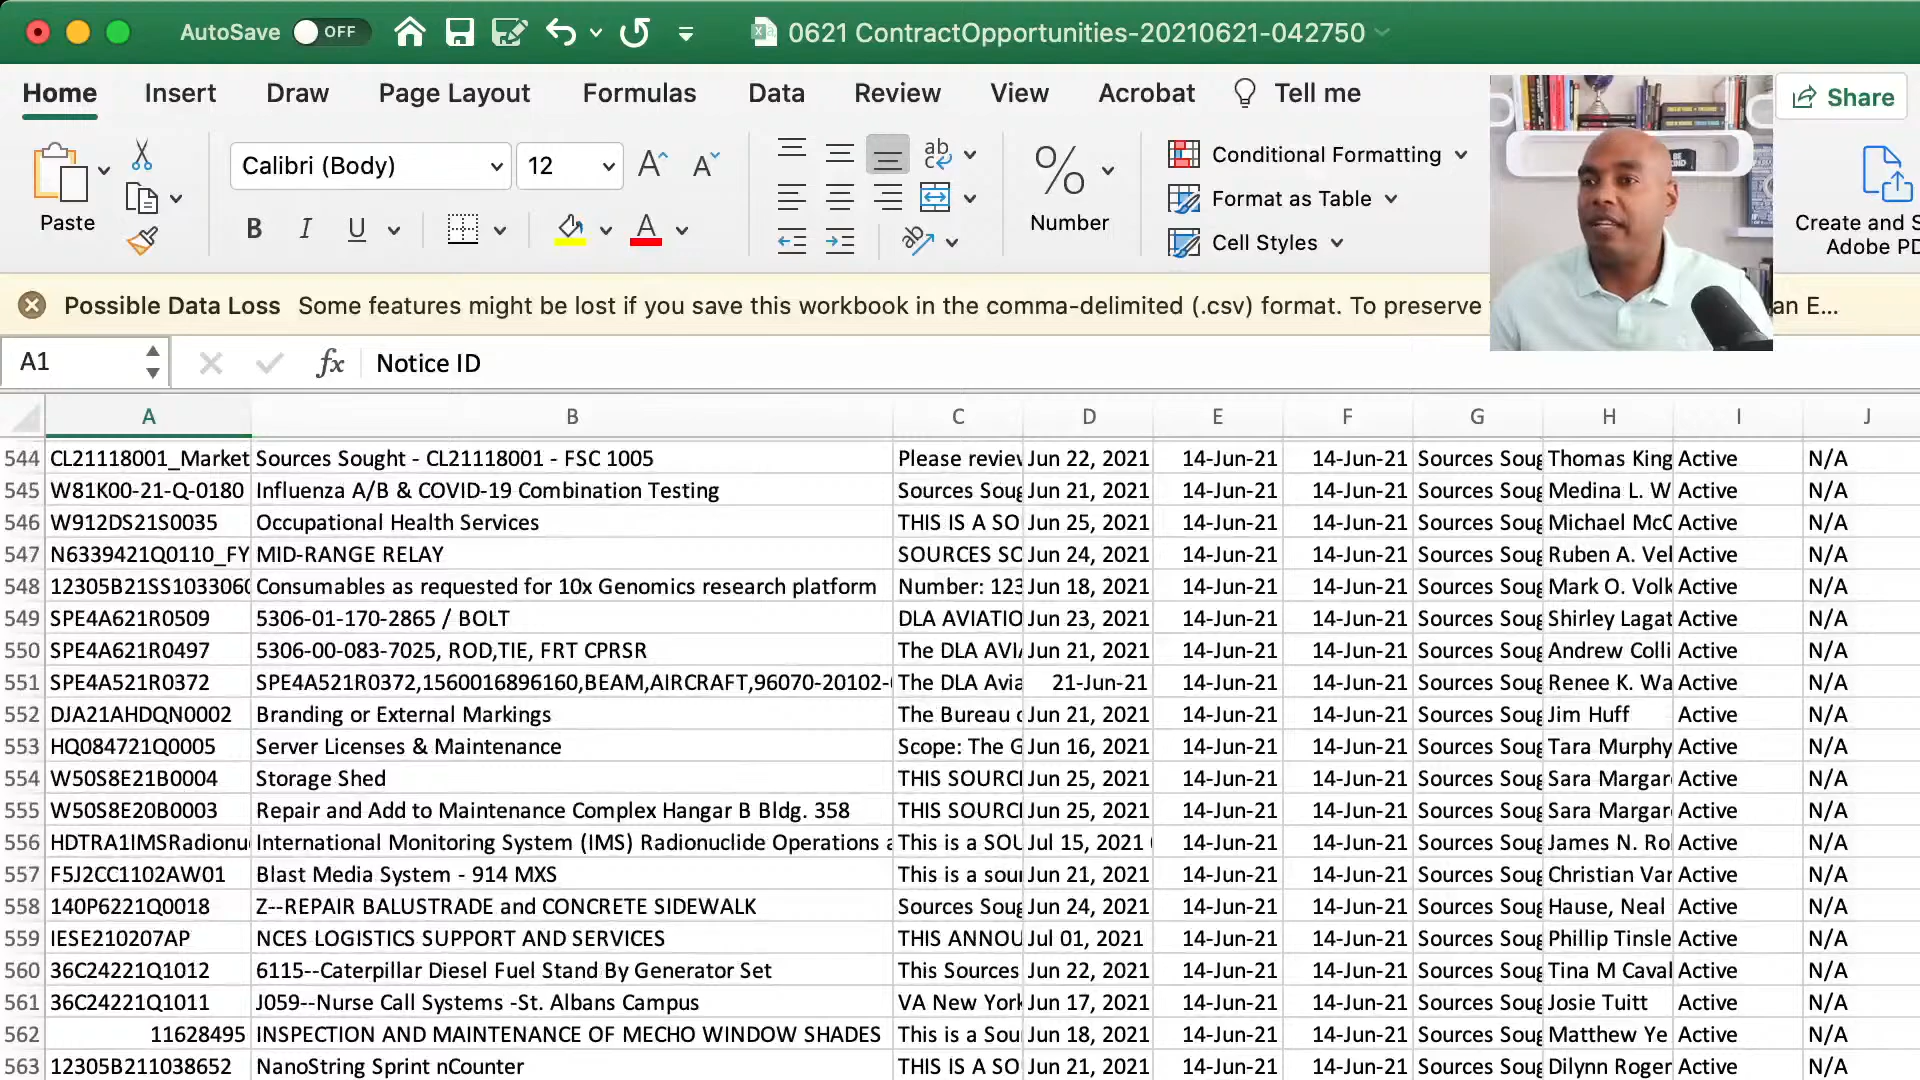 AutoSave OFF 0621 ContractOpportunities-20210621-042750
Home Insert Draw Page Layout Formulas Data Review View Acrobat Tell me Share
Paste Calibri (Body) 12 A A ab c % Number Conditional Formatting
Format as Table
B I U A ab Cell Styles
Create and S
Adobe PD
Possible Data Loss Some features might be lost if you save this workbook in the comma-delimited (.csv) format. To preserve an E...
A1 fx Notice ID
A B C D E F G H I J
544 CL21118001_Market Sources Sought - CL21118001 - FSC 1005 Please review Jun 22, 2021 14-Jun-21 14-Jun-21 Sources Soug Thomas King Active N/A
545 W81K00-21-Q-0180 Influenza A/B & COVID-19 Combination Testing Sources Soug Jun 21, 2021 14-Jun-21 14-Jun-21 Sources Soug Medina L. W Active N/A
546 W912DS21S0035 Occupational Health Services THIS IS A SO Jun 25, 2021 14-Jun-21 14-Jun-21 Sources Soug Michael McC Active N/A
547 N6339421Q0110_FY MID-RANGE RELAY SOURCES SO Jun 24, 2021 14-Jun-21 14-Jun-21 Sources Soug Ruben A. Vel Active N/A
548 12305B21SS1033060 Consumables as requested for 10x Genomics research platform Number: 123 Jun 18, 2021 14-Jun-21 14-Jun-21 Sources Soug Mark O. Volk Active N/A
549 SPE4A621R0509 5306-01-170-2865 / BOLT DLA AVIATIO Jun 23, 2021 14-Jun-21 14-Jun-21 Sources Soug Shirley Lagat Active N/A
550 SPE4A621R0497 5306-00-083-7025, ROD,TIE, FRT CPRSR The DLA AVI Jun 21, 2021 14-Jun-21 14-Jun-21 Sources Soug Andrew Colli Active N/A
551 SPE4A521R0372 SPE4A521R0372,1560016896160,BEAM,AIRCRAFT,96070-20102- The DLA Avia 21-Jun-21 14-Jun-21 14-Jun-21 Sources Soug Renee K. Wa Active N/A
552 DJA21AHDQN0002 Branding or External Markings The Bureau o Jun 21, 2021 14-Jun-21 14-Jun-21 Sources Soug Jim Huff Active N/A
553 HQ084721Q0005 Server Licenses & Maintenance Scope: The G Jun 16, 2021 14-Jun-21 14-Jun-21 Sources Soug Tara Murphy Active N/A
554 W50S8E21B0004 Storage Shed THIS SOURC Jun 25, 2021 14-Jun-21 14-Jun-21 Sources Soug Sara Margar Active N/A
555 W50S8E20B0003 Repair and Add to Maintenance Complex Hangar B Bldg. 358 THIS SOURC Jun 25, 2021 14-Jun-21 14-Jun-21 Sources Soug Sara Margar Active N/A
556 HDTRA1IMSRadionu International Monitoring System (IMS) Radionuclide Operations a This is a SOU Jul 15, 2021 14-Jun-21 14-Jun-21 Sources Soug James N. Ro Active N/A
557 F5J2CC1102AW01 Blast Media System - 914 MXS This is a sour Jun 21, 2021 14-Jun-21 14-Jun-21 Sources Soug Christian Var Active N/A
558 140P6221Q0018 Z--REPAIR BALUSTRADE and CONCRETE SIDEWALK Sources Soug Jun 24, 2021 14-Jun-21 14-Jun-21 Sources Soug Hause, Neal Active N/A
559 IESE210207AP NCES LOGISTICS SUPPORT AND SERVICES THIS ANNOU Jul 01, 2021 14-Jun-21 14-Jun-21 Sources Soug Phillip Tinsle Active N/A
560 36C24221Q1012 6115--Caterpillar Diesel Fuel Stand By Generator Set This Sources Jun 22, 2021 14-Jun-21 14-Jun-21 Sources Soug Tina M Caval Active N/A
561 36C24221Q1011 J059--Nurse Call Systems -St. Albans Campus VA New York Jun 17, 2021 14-Jun-21 14-Jun-21 Sources Soug Josie Tuitt Active N/A
562 11628495 INSPECTION AND MAINTENANCE OF MECHO WINDOW SHADES This is a Sou Jun 18, 2021 14-Jun-21 14-Jun-21 Sources Soug Matthew Ye Active N/A
563 12305B211038652 NanoString Sprint nCounter THIS IS A SO Jun 21, 2021 14-Jun-21 14-Jun-21 Sources Soug Dilynn Roger Active N/A